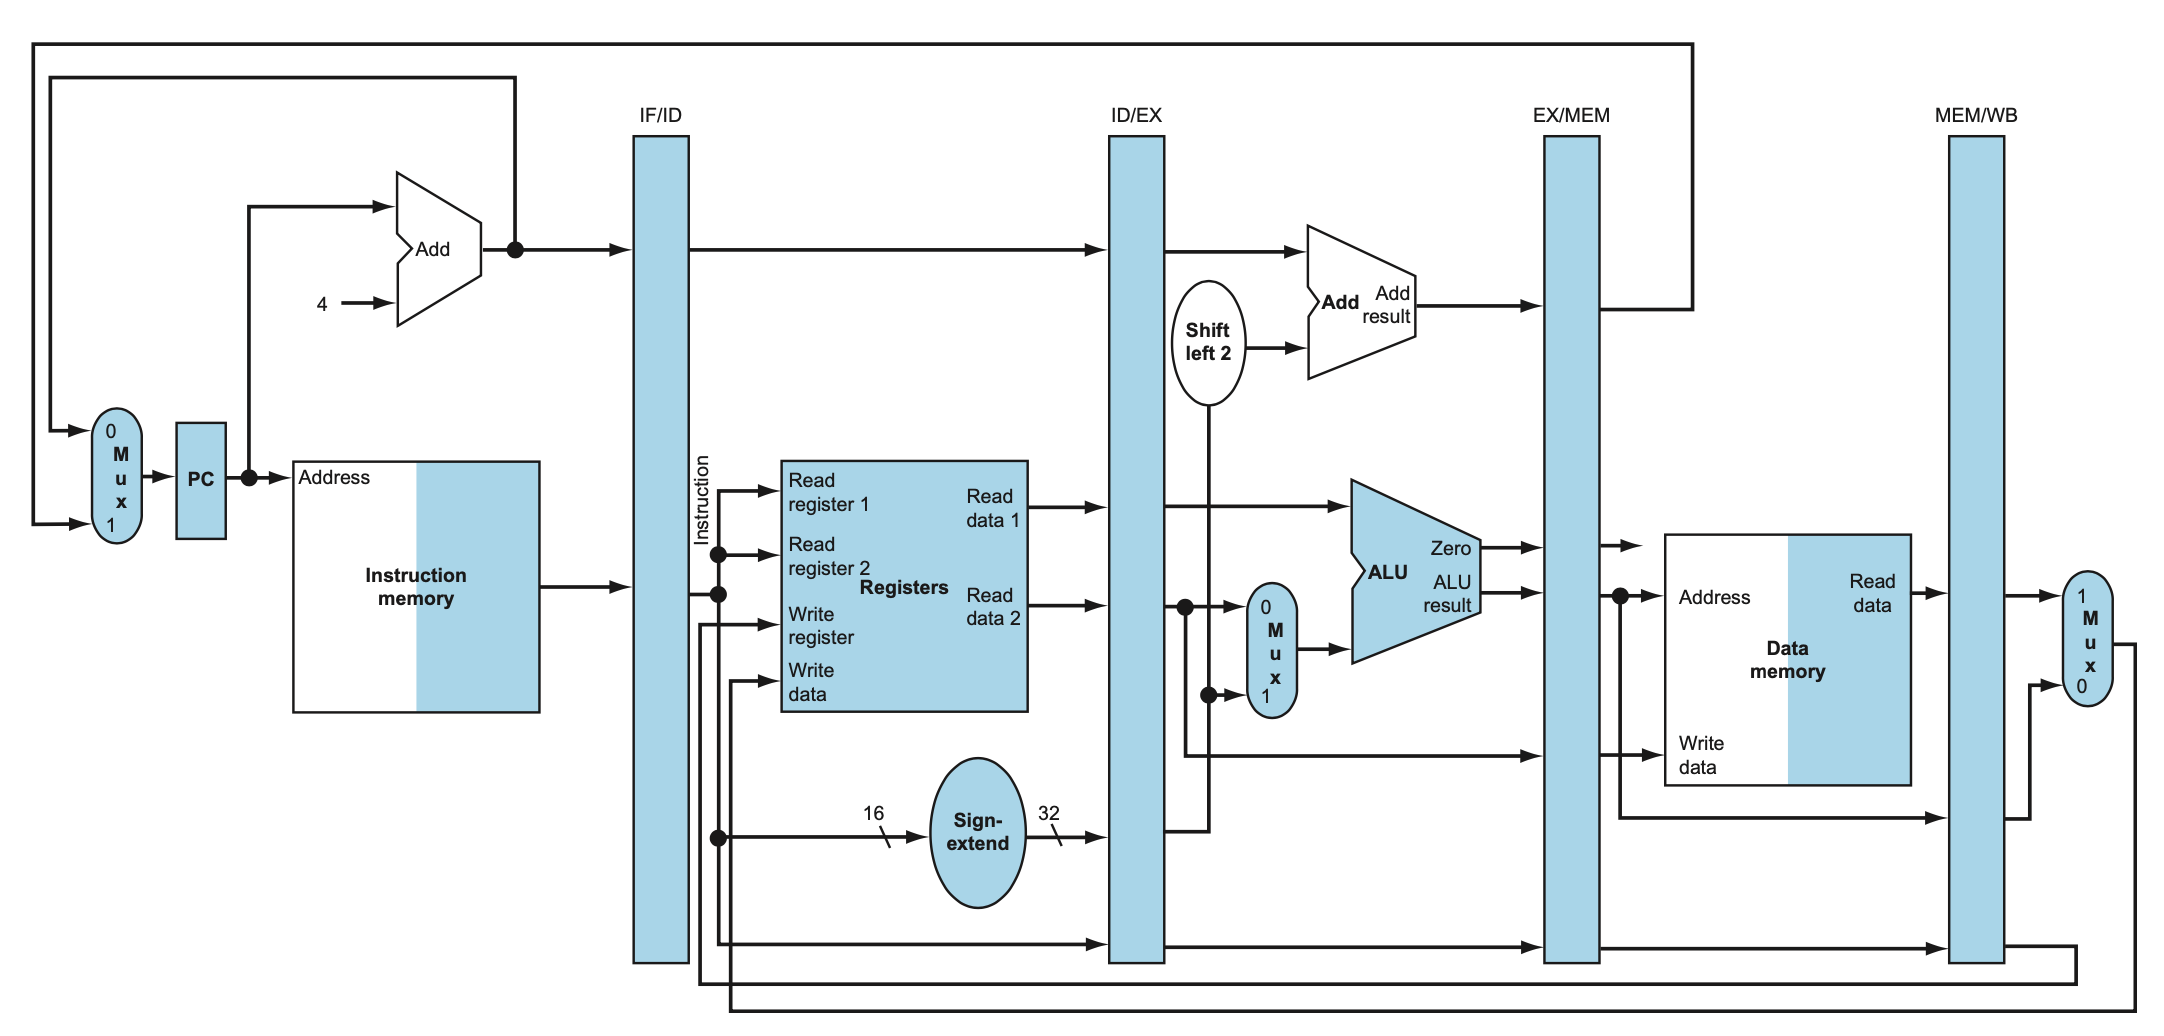 IF/ID
ID/EX
EX/MEM
MEM/WB
Add
4
Add
Add
result
Shift
left 2
0
M
u
x
1
PC
Address
Instruction
memory
Instruction
Read
register 1
Read
register 2
Write
register
Write
data
Registers
Read
data 1
Read
data 2
16
Sign-
extend
32
0
M
u
x
1
Zero
ALU
ALU
result
Address
Read
data
Data
memory
Write
data
1
M
u
x
0